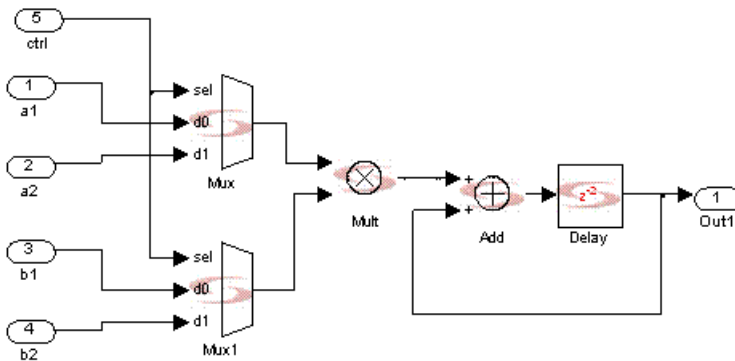 5
ctrl
1
a1
2
a2
3
b1
4
b2
sel
d0
d1
Mux
sel
d0
d1
Mux1
Mult
+
+
Add
z-2
Delay
1
Out1